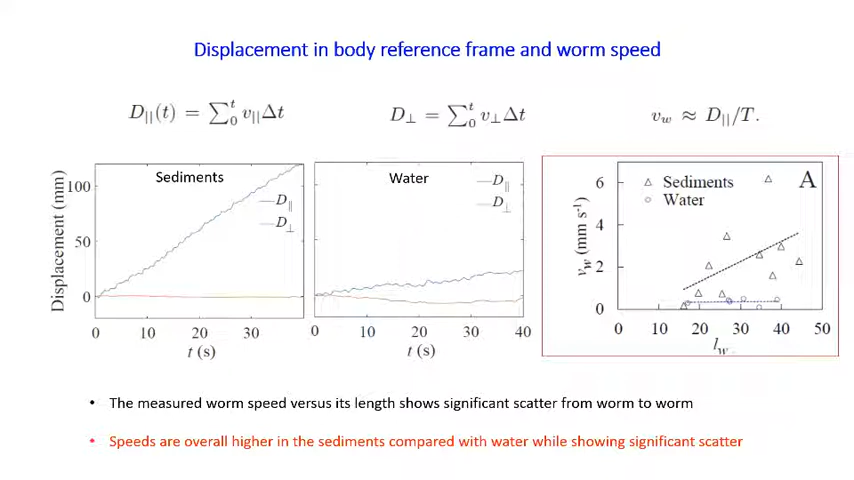 Displacement in body reference frame and worm speed
D||(t) = ∑₀ᵗ v||Δt
D⊥ = ∑₀ᵗ v⊥Δt
v_w ≈ D||/T.
Sediments
D||
D⊥
Displacement (mm)
100
50
0
0 10 20 30
t (s)
Water
D||
D⊥
0 10 20 30 40
t (s)
A
Sediments
Water
v_w (mm s⁻¹)
6
4
2
0
0 10 20 30 40 50
l_w
• The measured worm speed versus its length shows significant scatter from worm to worm
• Speeds are overall higher in the sediments compared with water while showing significant scatter